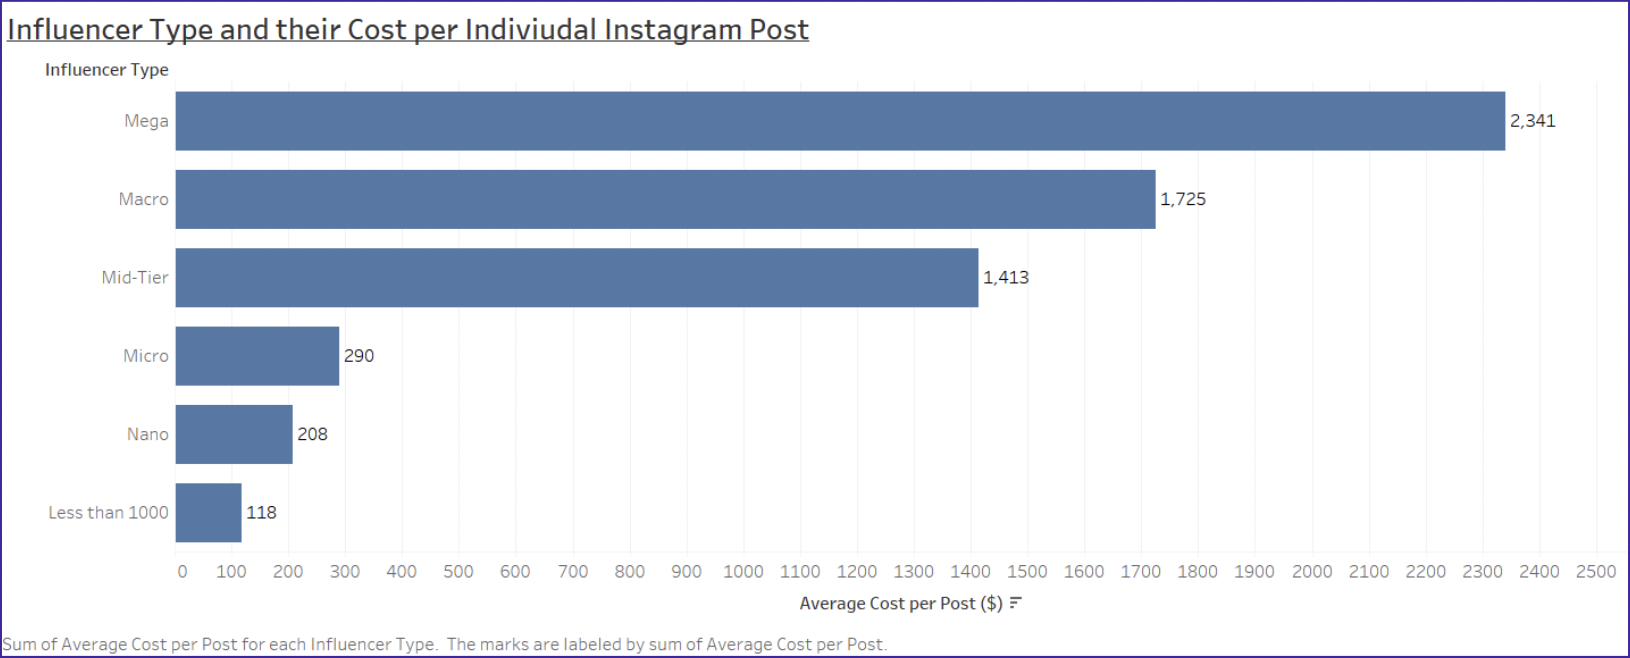 Influencer Type and their Cost per Indiviudal Instagram Post
Influencer Type
Mega 2,341
Macro 1,725
Mid-Tier 1,413
Micro 290
Nano 208
Less than 1000 118
0 100 200 300 400 500 600 700 800 900 1000 1100 1200 1300 1400 1500 1600 1700 1800 1900 2000 2100 2200 2300 2400 2500
Average Cost per Post ($)
Sum of Average Cost per Post for each Influencer Type. The marks are labeled by sum of Average Cost per Post.